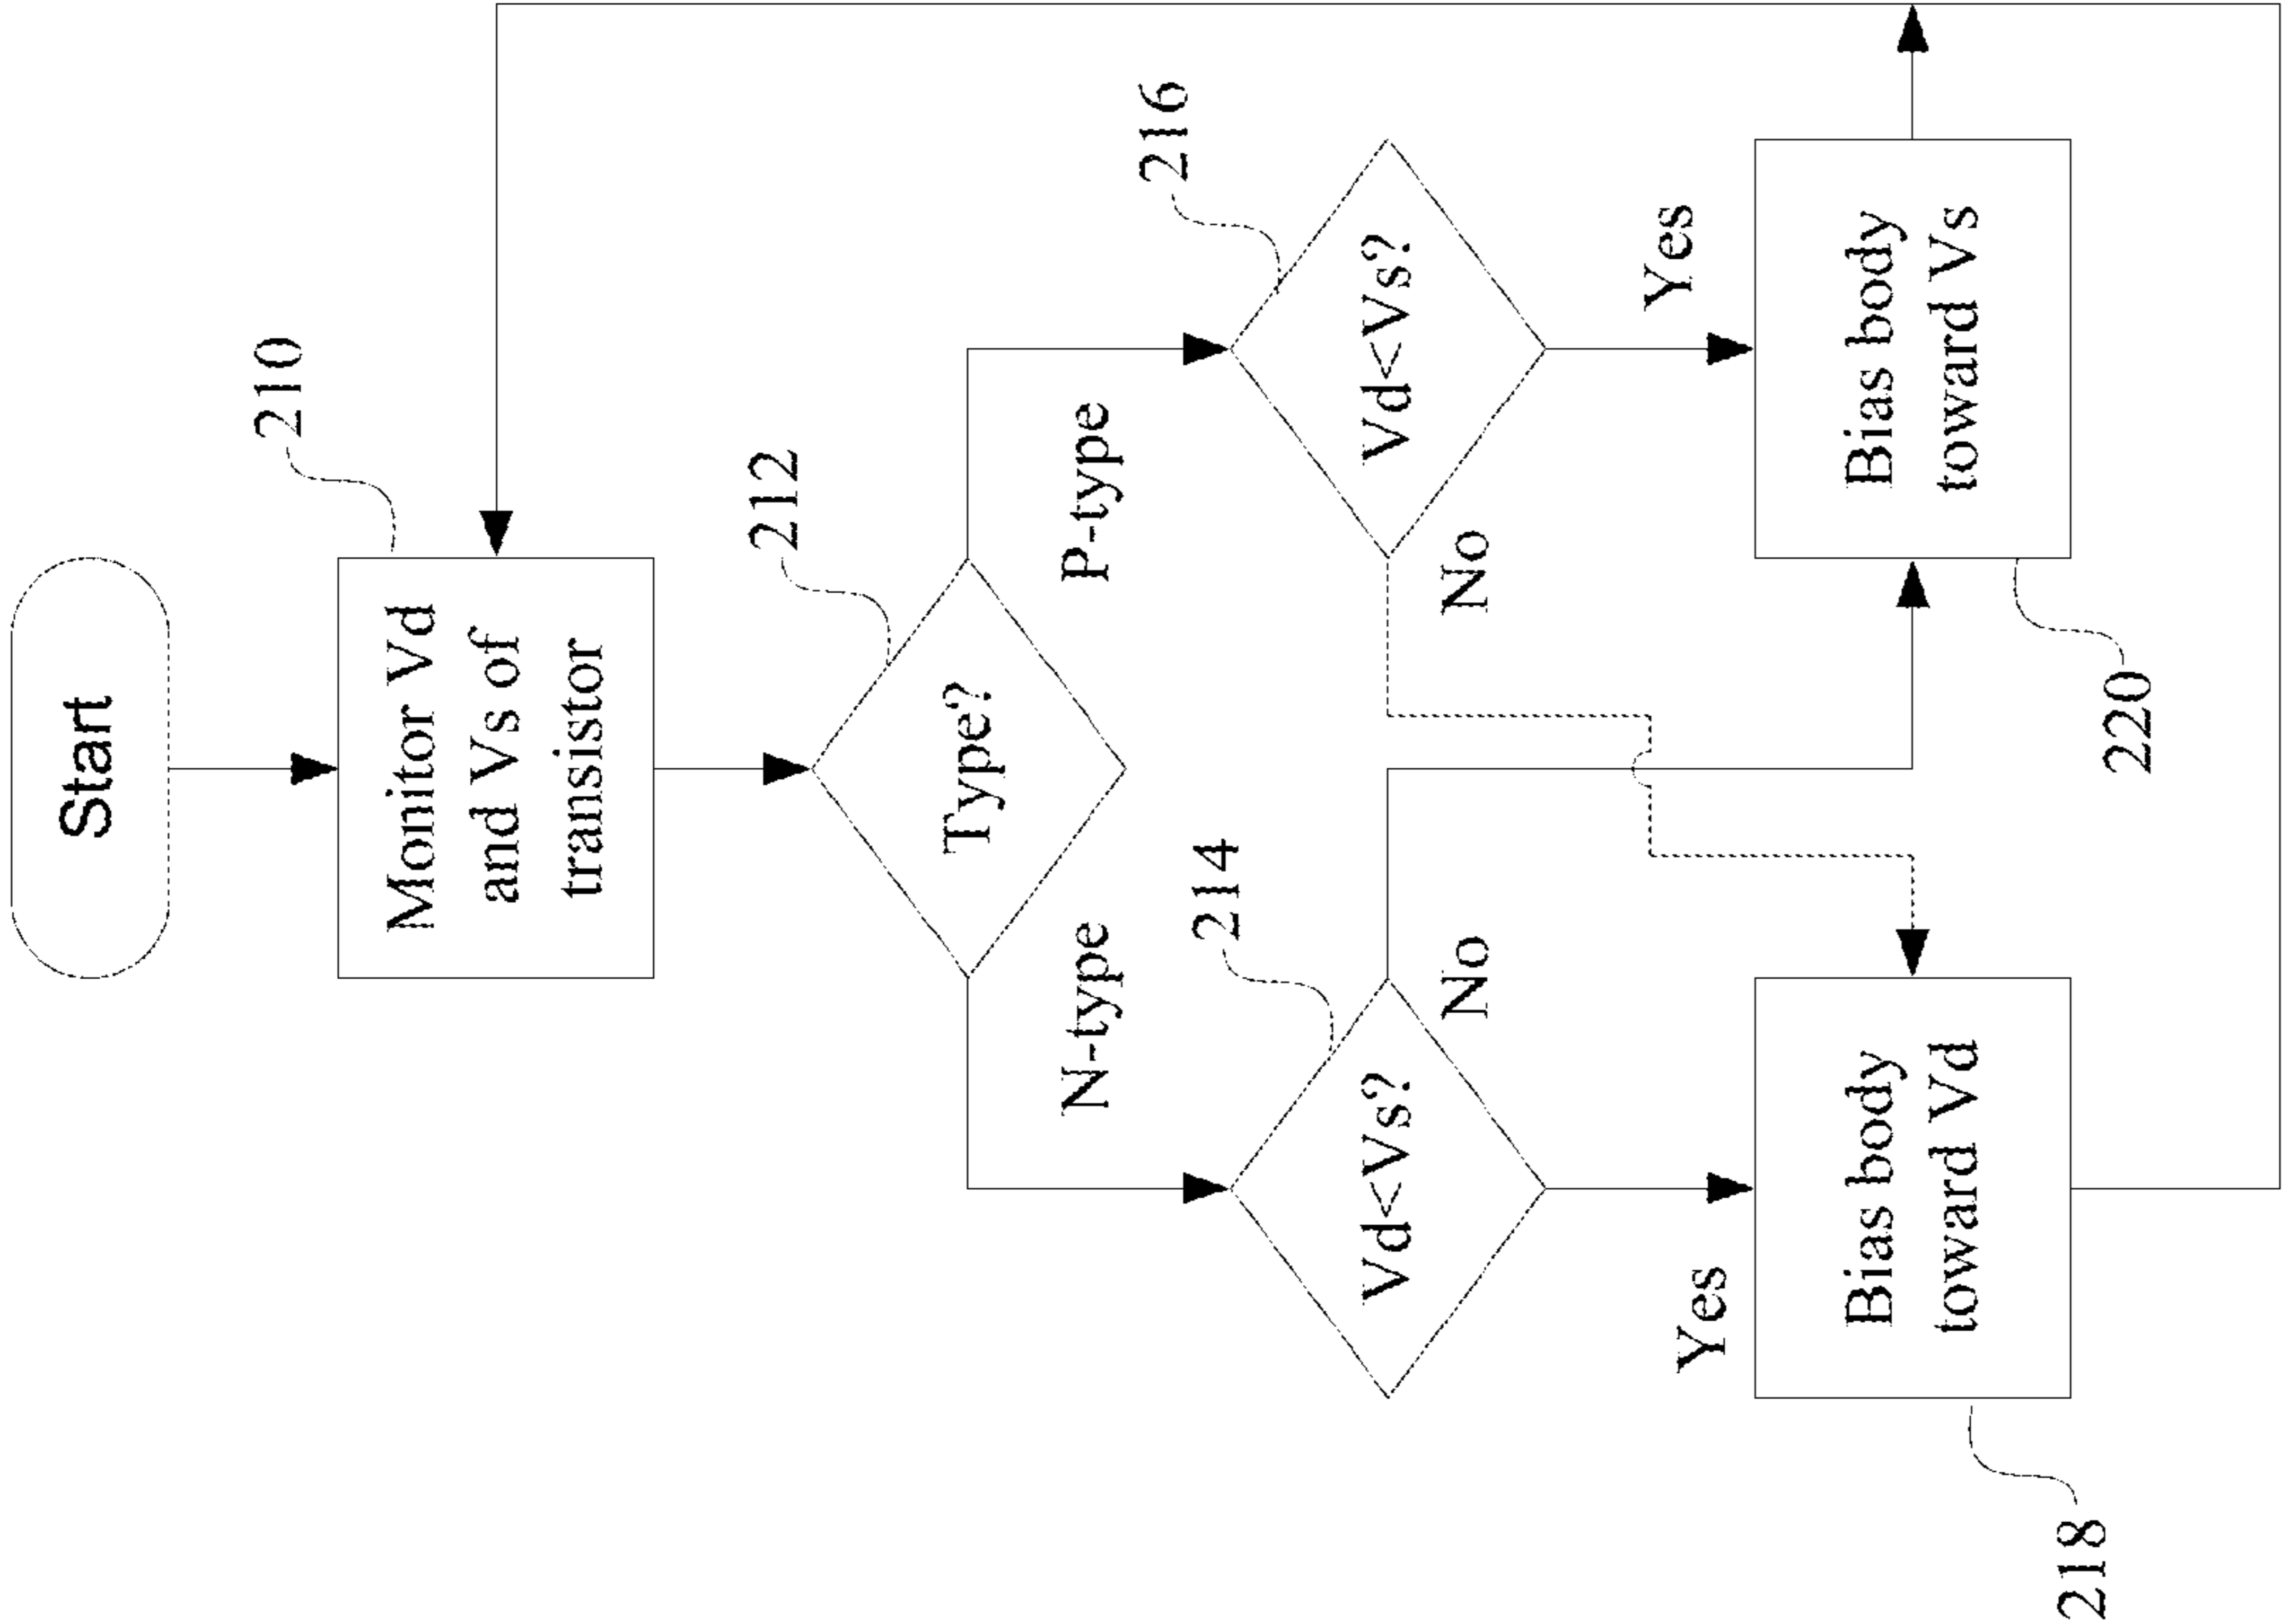 Start
210
Monitor Vd
and Vs of
transistor
212
Type?
N-type
P-type
214
216
Vd<Vs?
Vd<Vs?
No
No
Yes
Yes
Bias body
toward Vd
Bias body
toward Vs
218
220